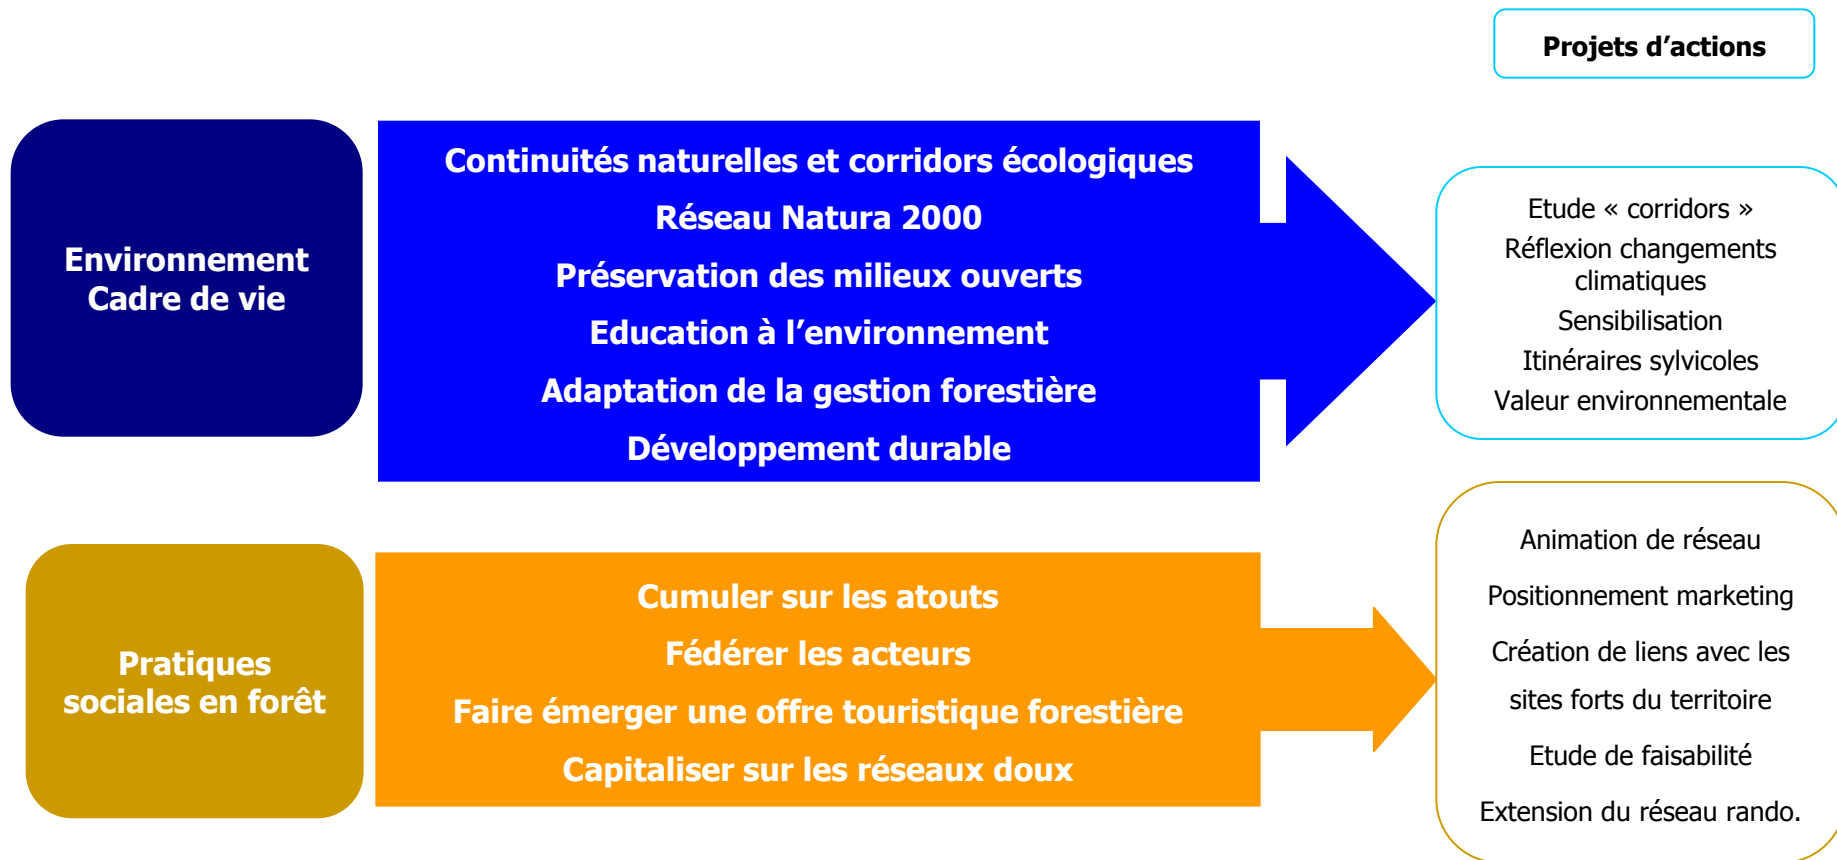 Projets d’actions
Environnement
Cadre de vie
Continuités naturelles et corridors écologiques
Réseau Natura 2000
Préservation des milieux ouverts
Education à l’environnement
Adaptation de la gestion forestière
Développement durable
Etude « corridors »
Réflexion changements
climatiques
Sensibilisation
Itinéraires sylvicoles
Valeur environnementale
Pratiques
sociales en forêt
Cumuler sur les atouts
Fédérer les acteurs
Faire émerger une offre touristique forestière
Capitaliser sur les réseaux doux
Animation de réseau
Positionnement marketing
Création de liens avec les
sites forts du territoire
Etude de faisabilité
Extension du réseau rando.